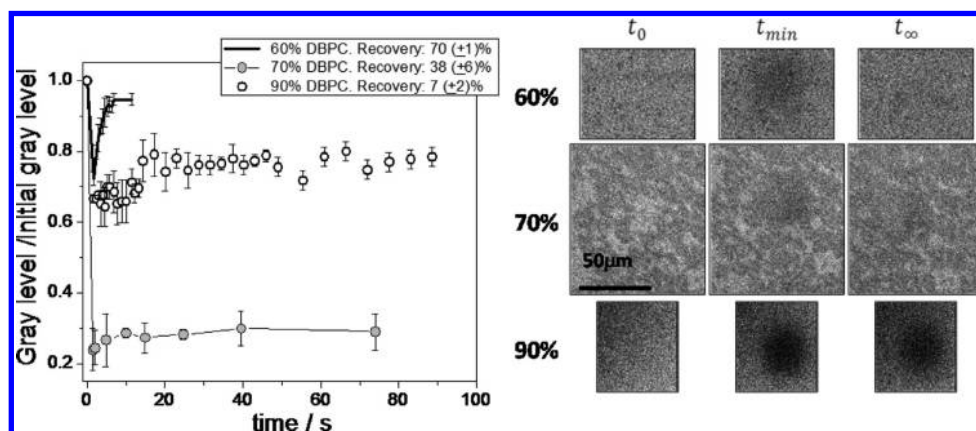 60% DBPC. Recovery: 70 (±1)%
70% DBPC. Recovery: 38 (±6)%
90% DBPC. Recovery: 7 (±2)%
Gray level /Initial gray level
1.0
0.8
0.6
0.4
0.2
0 20 40 60 80 100
time / s
t₀ tₘᵢₙ t∞
60%
70%
50µm
90%